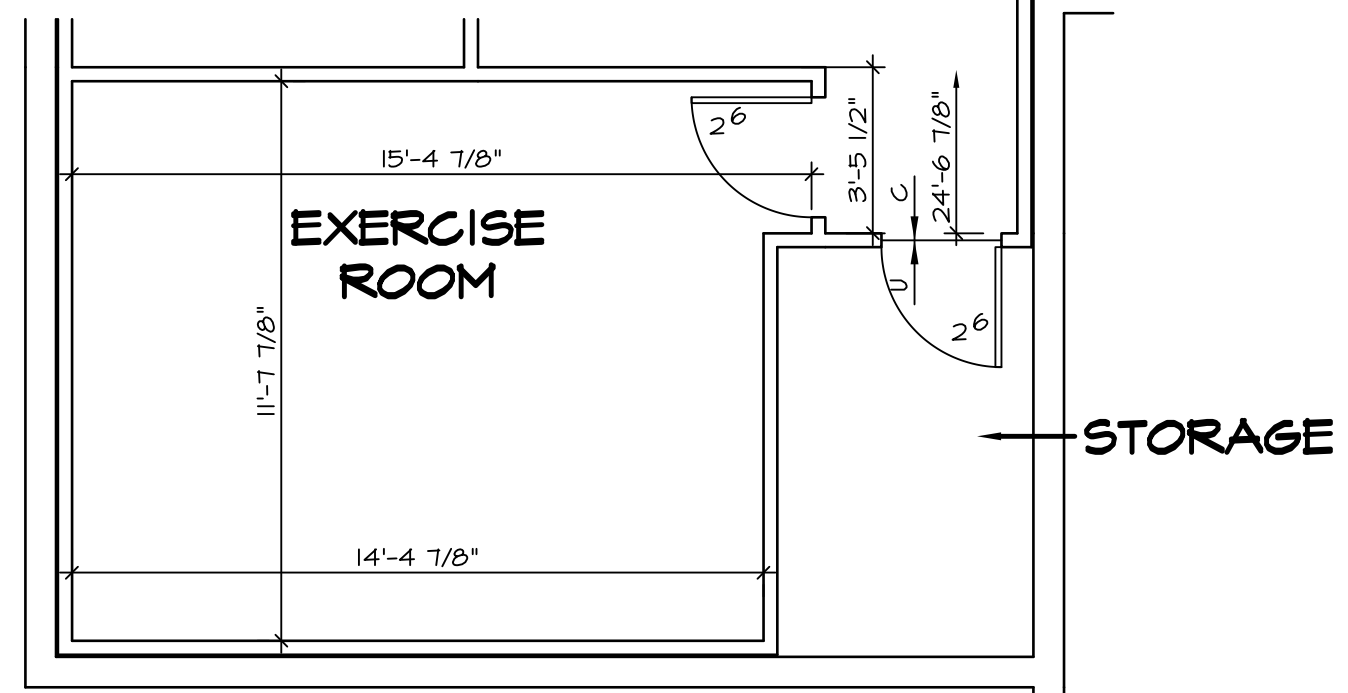 2⁶
15'-4 7/8"
3'-5 1/2"
24'-6 7/8"
C
U
EXERCISE
ROOM
2⁶
11'-7 7/8"
STORAGE
14'-4 7/8"